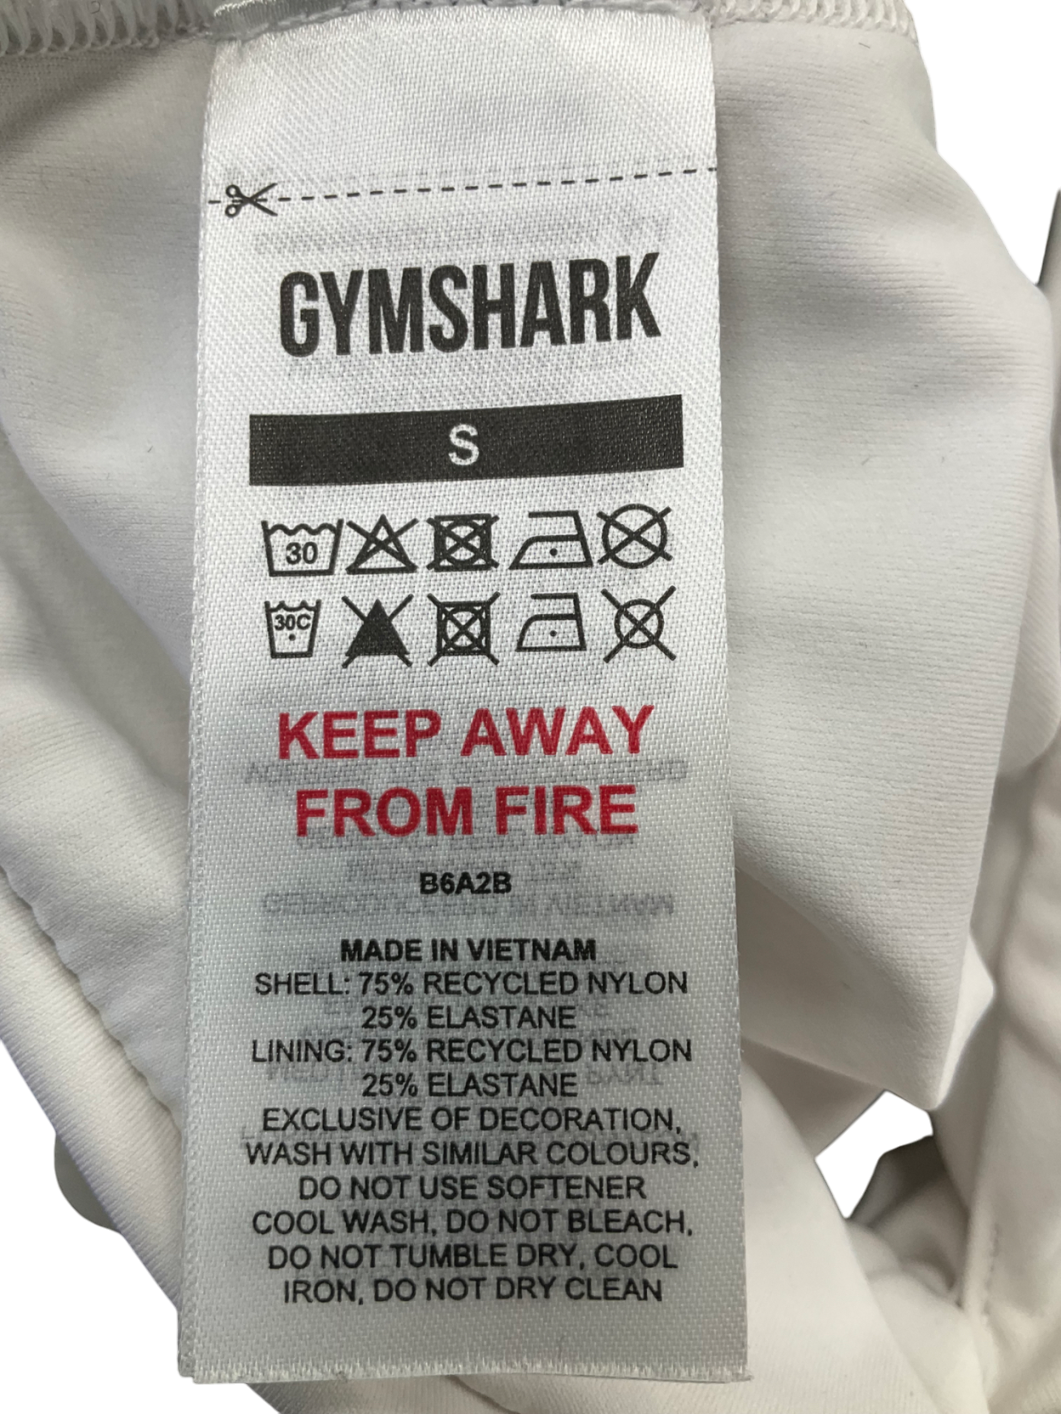 GYMSHARK
S
30
30C
KEEP AWAY
FROM FIRE
B6A2B
MADE IN VIETNAM
SHELL: 75% RECYCLED NYLON
25% ELASTANE
LINING: 75% RECYCLED NYLON
25% ELASTANE
EXCLUSIVE OF DECORATION,
WASH WITH SIMILAR COLOURS,
DO NOT USE SOFTENER
COOL WASH, DO NOT BLEACH,
DO NOT TUMBLE DRY, COOL
IRON, DO NOT DRY CLEAN